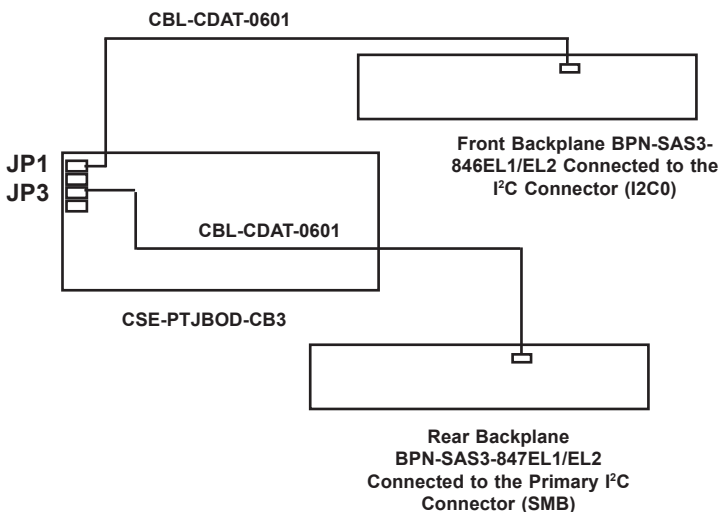 CBL-CDAT-0601
Front Backplane BPN-SAS3-
846EL1/EL2 Connected to the
I²C Connector (I2C0)
JP1
JP3
CBL-CDAT-0601
CSE-PTJBOD-CB3
Rear Backplane
BPN-SAS3-847EL1/EL2
Connected to the Primary I²C
Connector (SMB)